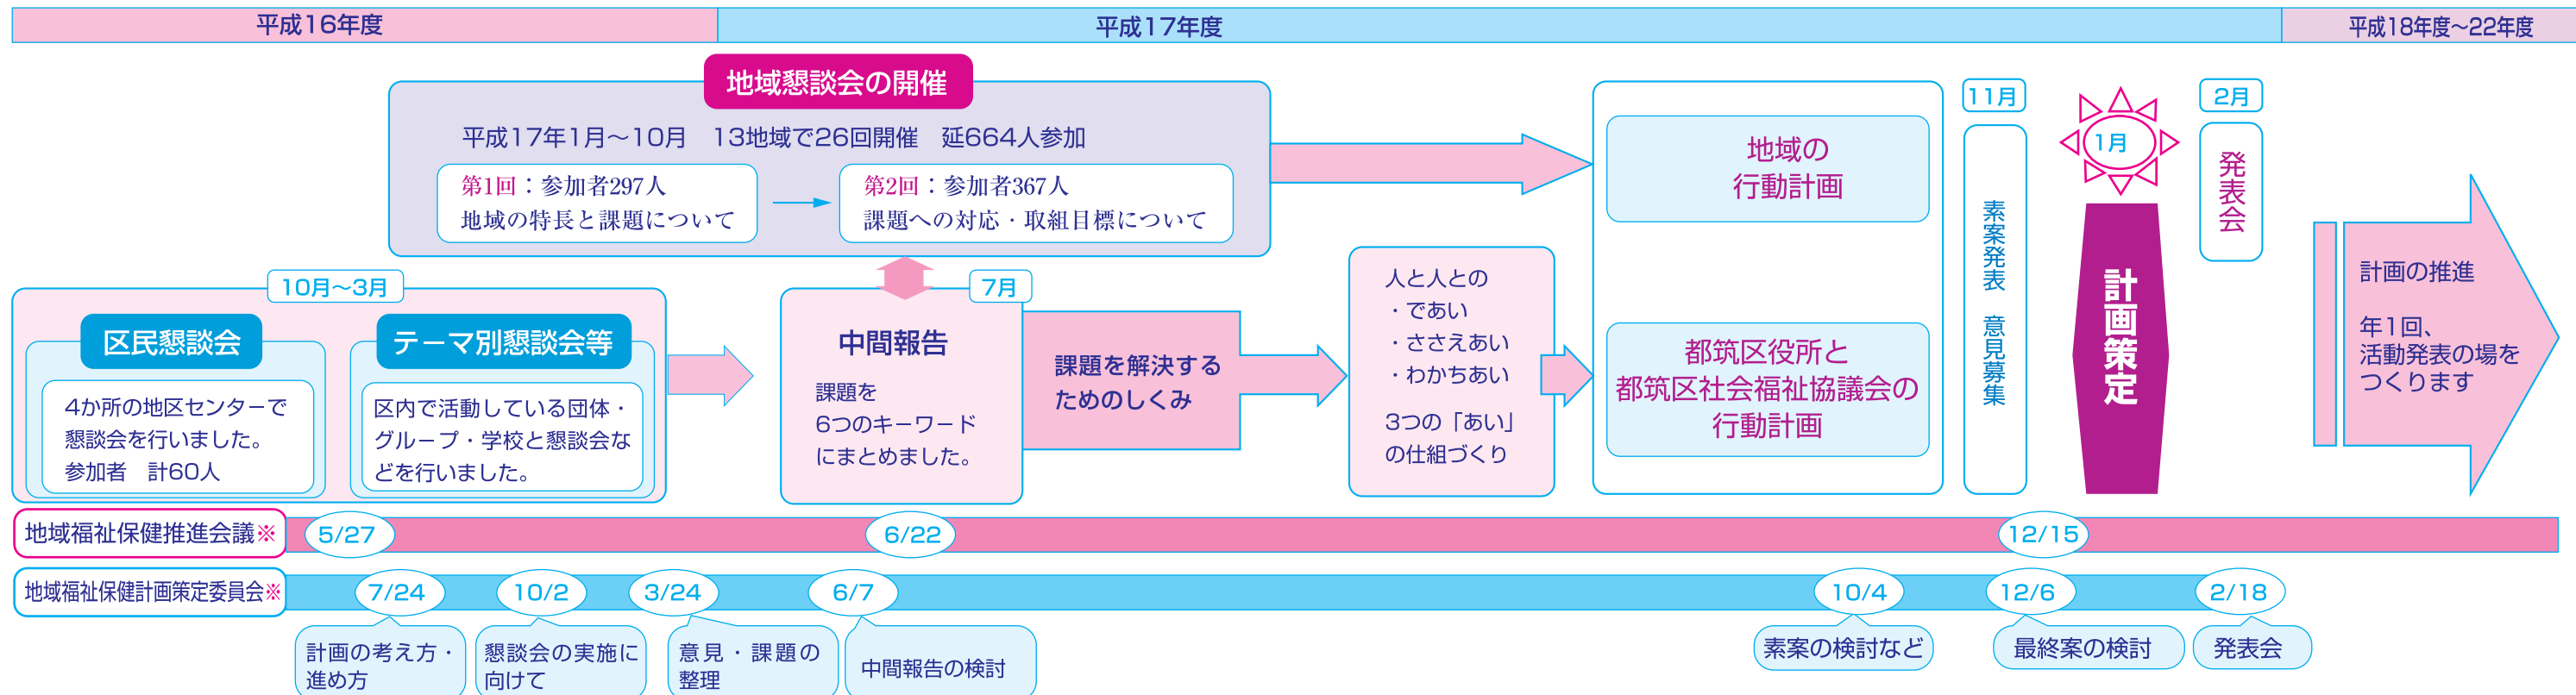 平成16年度
平成17年度
平成18年度～22年度
地域懇談会の開催
平成17年1月～10月　13地域で26回開催　延664人参加
第1回：参加者297人
地域の特長と課題について
第2回：参加者367人
課題への対応・取組目標について
10月～3月
区民懇談会
4か所の地区センターで
懇談会を行いました。
参加者　計60人
テーマ別懇談会等
区内で活動している団体・
グループ・学校と懇談会な
どを行いました。
7月
中間報告
課題を
6つのキーワード
にまとめました。
課題を解決する
ためのしくみ
人と人との
・であい
・ささえあい
・わかちあい
3つの「あい」
の仕組づくり
地域の
行動計画
都筑区役所と
都筑区社会福祉協議会の
行動計画
11月
素案発表　意見募集
1月
計画策定
2月
発表会
計画の推進
年1回、
活動発表の場を
つくります
地域福祉保健推進会議※
5/27
6/22
12/15
地域福祉保健計画策定委員会※
7/24
10/2
3/24
6/7
10/4
12/6
2/18
計画の考え方・
進め方
懇談会の実施に
向けて
意見・課題の
整理
中間報告の検討
素案の検討など
最終案の検討
発表会